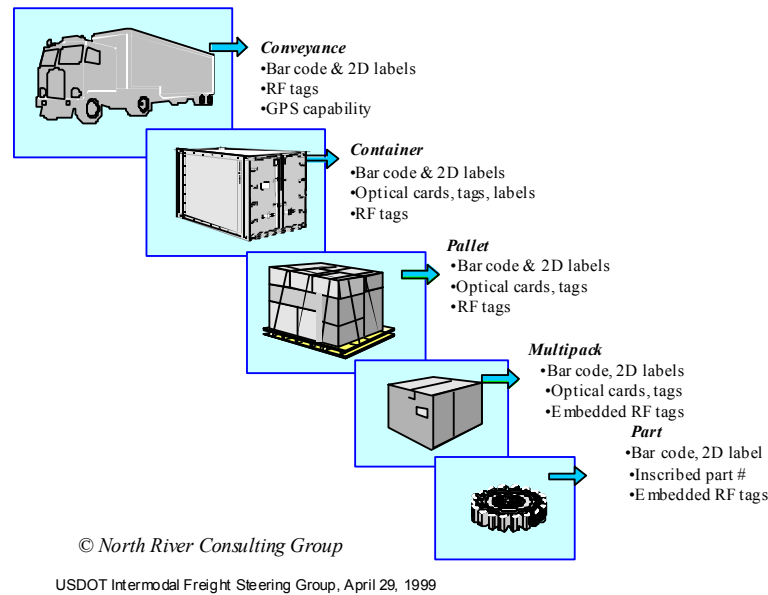 Conveyance
•Bar code & 2D labels
•RF tags
•GPS capability
Container
•Bar code & 2D labels
•Optical cards, tags, labels
•RF tags
Pallet
•Bar code & 2D labels
•Optical cards, tags
•RF tags
Multipack
•Bar code, 2D labels
•Optical cards, tags
•Embedded RF tags
Part
•Bar code, 2D label
•Inscribed part #
•Embedded RF tags
© North River Consulting Group
USDOT Intermodal Freight Steering Group, April 29, 1999